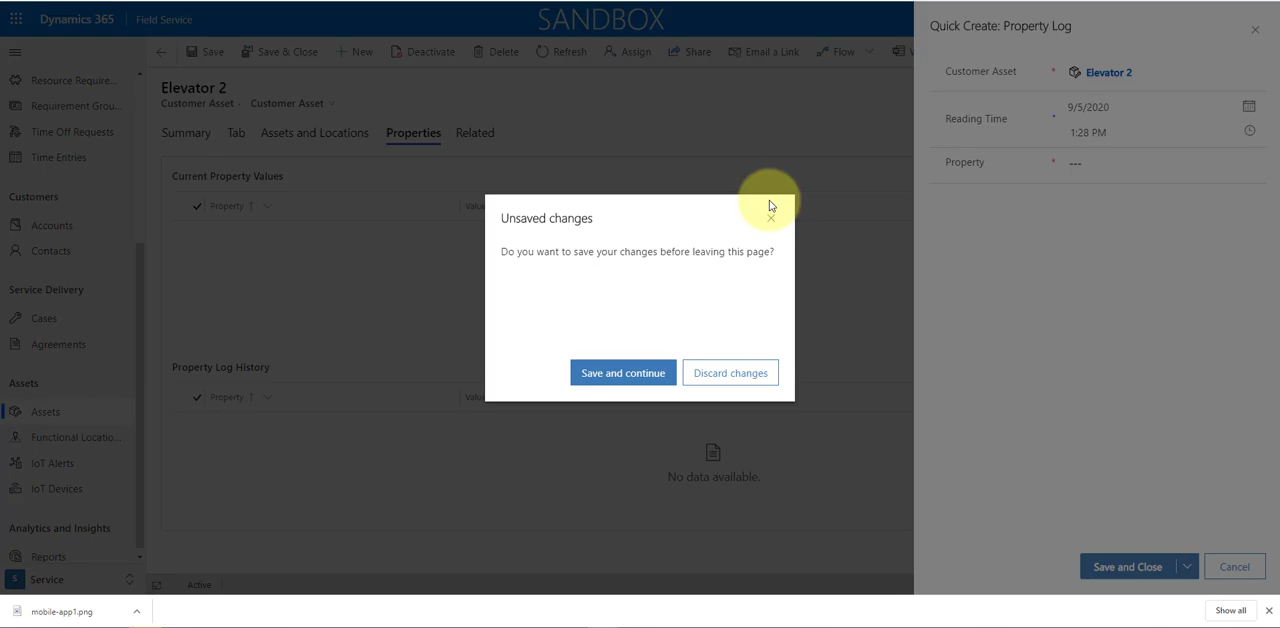 Dynamics 365
Field Service
SANDBOX
Save
Save & Close
New
Deactivate
Delete
Refresh
Assign
Share
Email a Link
Flow
Resource Require...
Requirement Grou...
Time Off Requests
Time Entries
Customers
Accounts
Contacts
Service Delivery
Cases
Agreements
Assets
Assets
Functional Locatio...
IoT Alerts
IoT Devices
Analytics and Insights
Reports
S
Service
Elevator 2
Customer Asset · Customer Asset
Summary
Tab
Assets and Locations
Properties
Related
Current Property Values
Property ↑
Property Log History
Property ↑
No data available.
Active
Unsaved changes
Do you want to save your changes before leaving this page?
Save and continue
Discard changes
Quick Create: Property Log
Customer Asset * Elevator 2
Reading Time
9/5/2020
1:28 PM
Property * ---
Save and Close
Cancel
mobile-app1.png
Show all